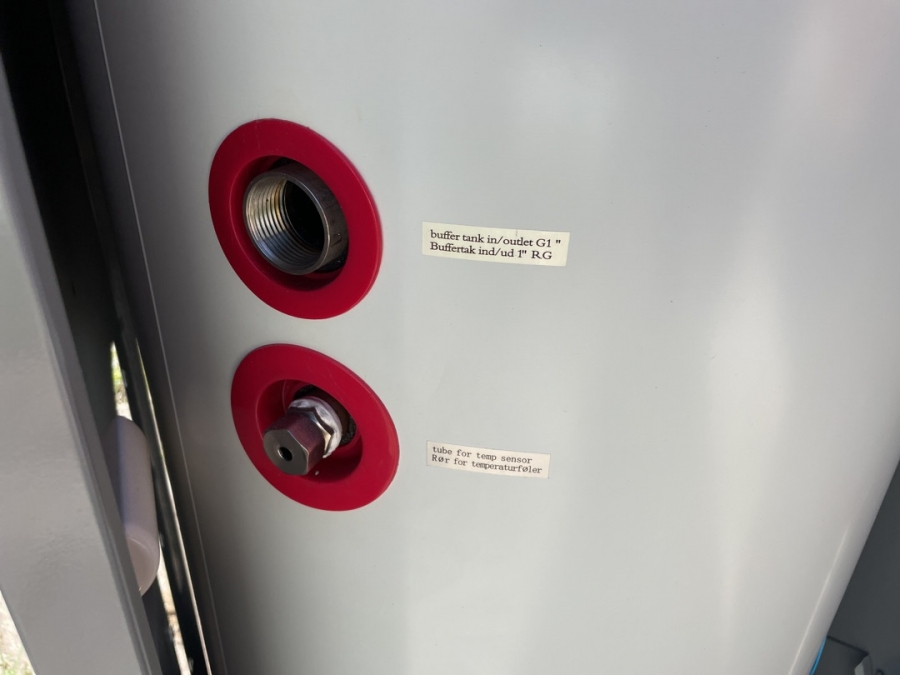 buffer tank in/outlet G1 "
Buffertak ind/ud 1" RG
tube for temp sensor
Rør for temperaturføler